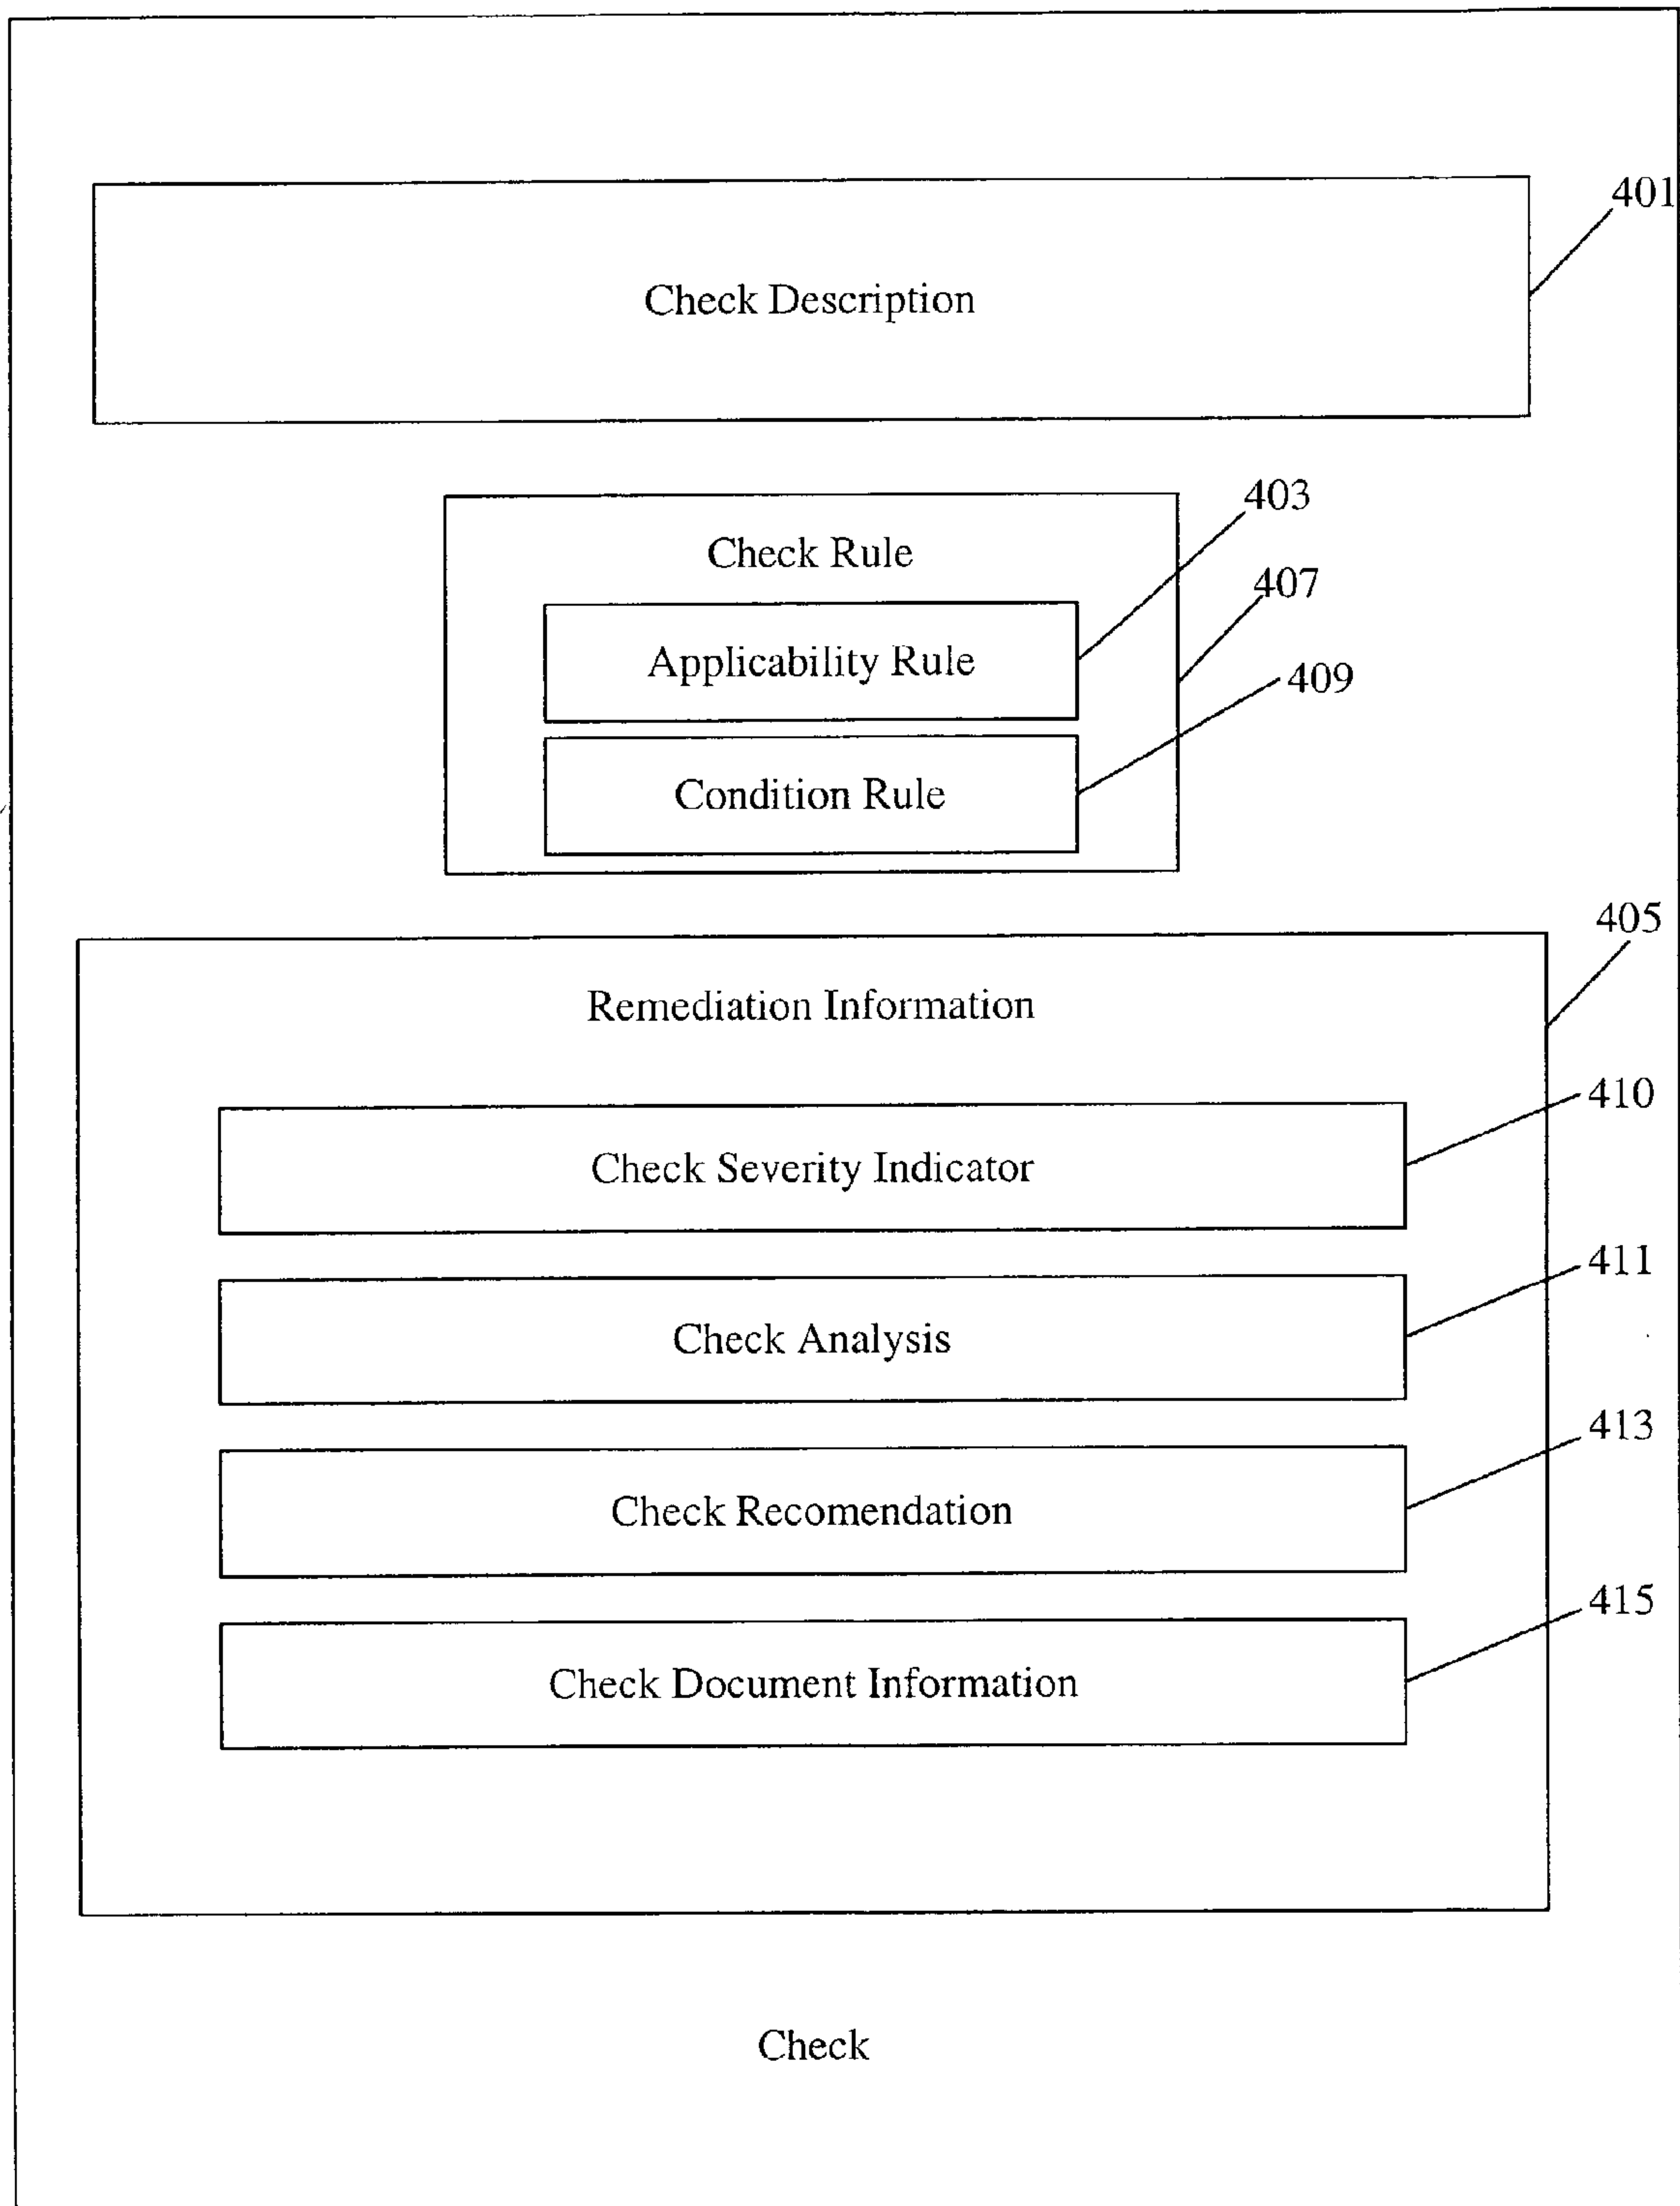 401
Check Description
403
Check Rule
407
Applicability Rule
409
Condition Rule
405
Remediation Information
410
Check Severity Indicator
411
Check Analysis
413
Check Recomendation
415
Check Document Information
Check